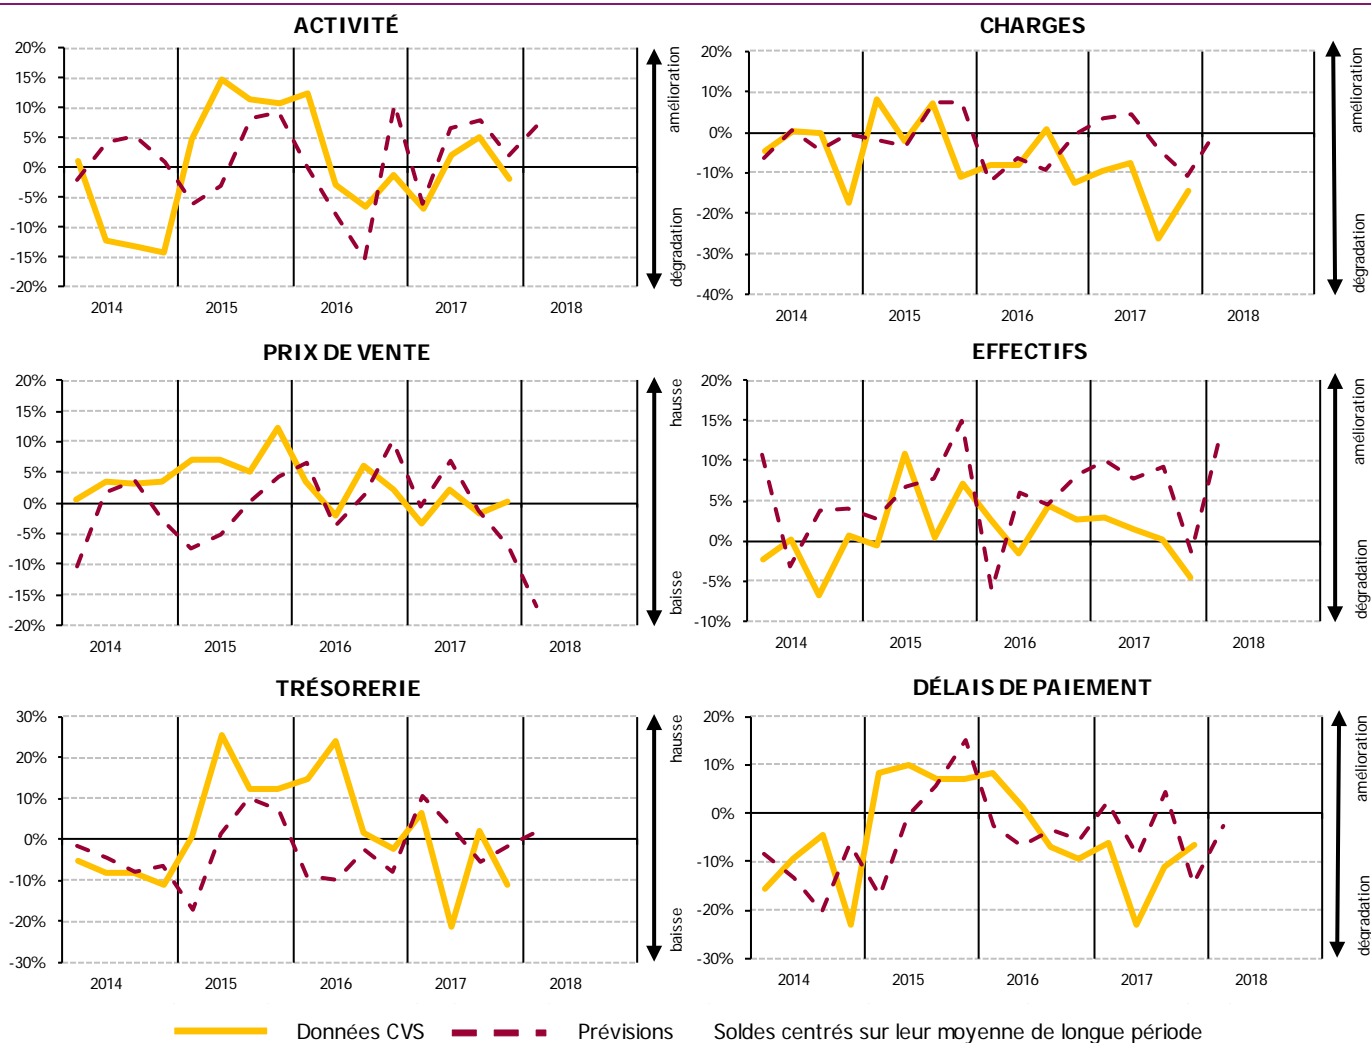 ACTIVITÉ
20%
15%
10%
5%
0%
-5%
-10%
-15%
-20%
2014 2015 2016 2017 2018
amélioration
dégradation
CHARGES
20%
10%
0%
-10%
-20%
-30%
-40%
2014 2015 2016 2017 2018
amélioration
dégradation
PRIX DE VENTE
20%
15%
10%
5%
0%
-5%
-10%
-15%
-20%
2014 2015 2016 2017 2018
hausse
baisse
EFFECTIFS
20%
15%
10%
5%
0%
-5%
-10%
2014 2015 2016 2017 2018
amélioration
dégradation
TRÉSORERIE
30%
20%
10%
0%
-10%
-20%
-30%
2014 2015 2016 2017 2018
hausse
baisse
DÉLAIS DE PAIEMENT
20%
10%
0%
-10%
-20%
-30%
2014 2015 2016 2017 2018
amélioration
dégradation
Données CVS Prévisions Soldes centrés sur leur moyenne de longue période